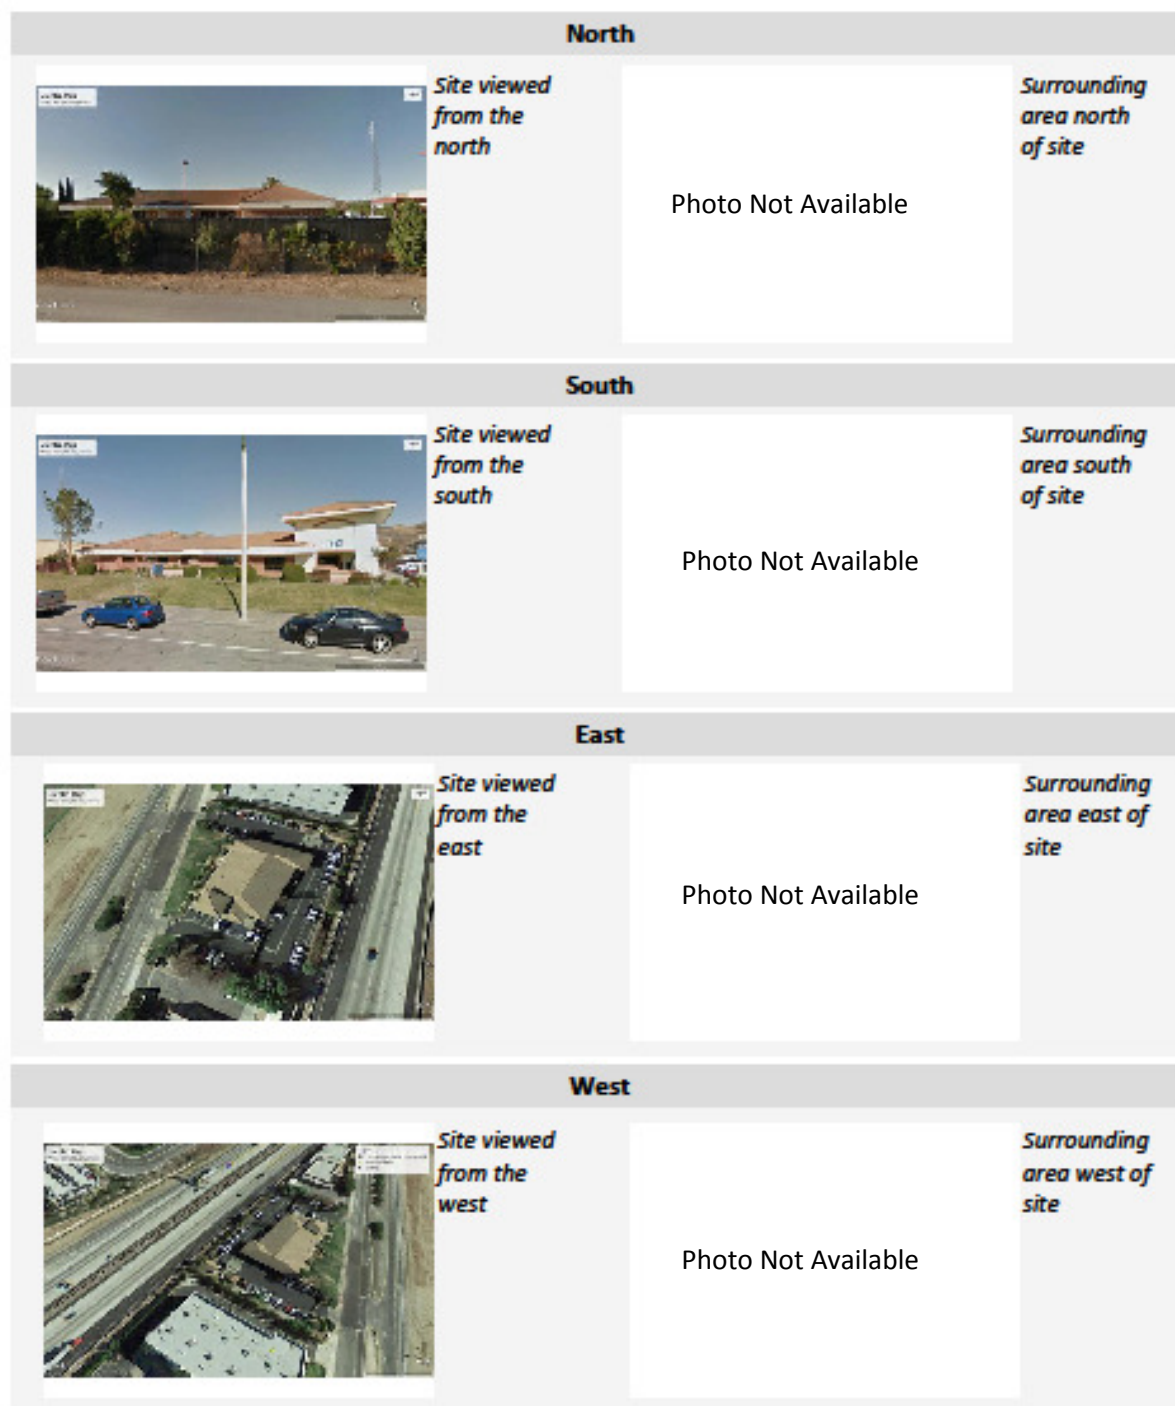 North
Site viewed
from the
north
Photo Not Available
Surrounding
area north
of site
South
Site viewed
from the
south
Photo Not Available
Surrounding
area south
of site
East
Site viewed
from the
east
Photo Not Available
Surrounding
area east of
site
West
Site viewed
from the
west
Photo Not Available
Surrounding
area west of
site